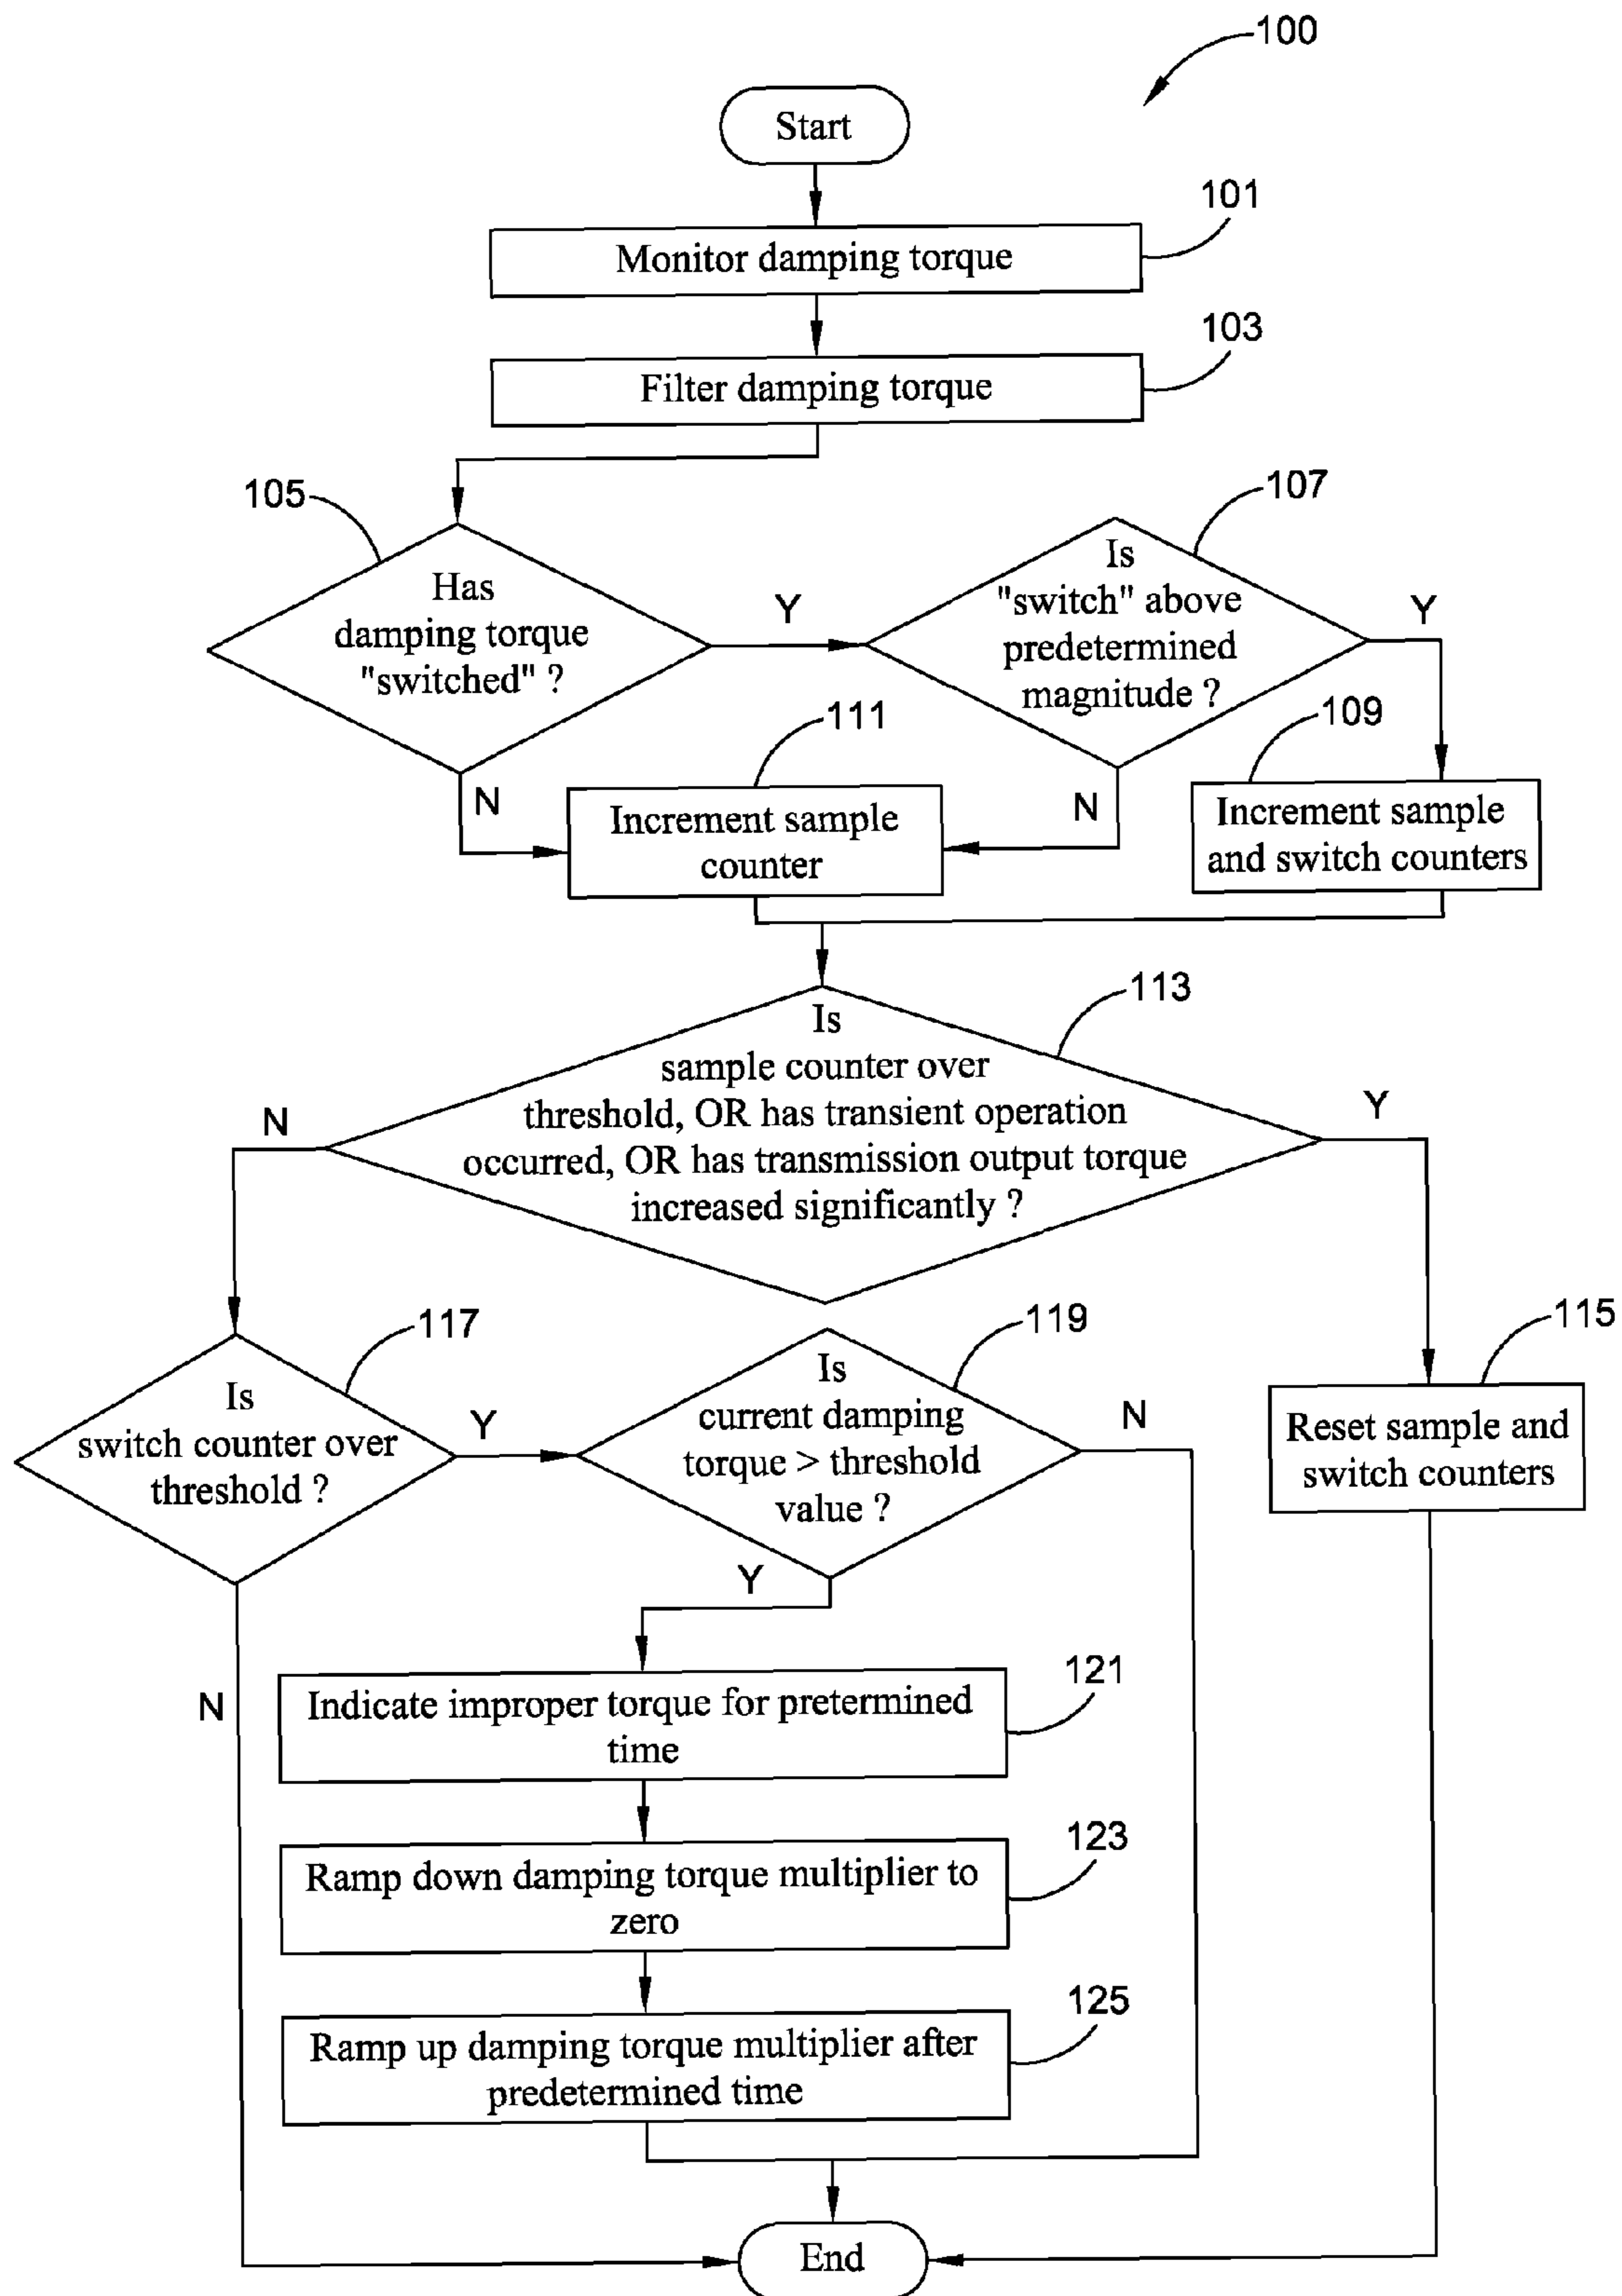 100
Start
101
Monitor damping torque
103
Filter damping torque
105
107
Has
damping torque
"switched" ?
Y
Is
"switch" above
predetermined
magnitude ?
Y
111
109
N
Increment sample
counter
N
Increment sample
and switch counters
113
Is
sample counter over
threshold, OR has transient operation
occurred, OR has transmission output torque
increased significantly ?
N
Y
117
119
115
Is
switch counter over
threshold ?
Y
Is
current damping
torque > threshold
value ?
N
Reset sample and
switch counters
Y
N
121
Indicate improper torque for pretermined
time
123
Ramp down damping torque multiplier to
zero
125
Ramp up damping torque multiplier after
predetermined time
End